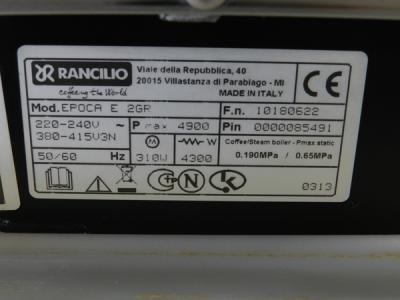 RANCILIO
coffeeing the World
Viale della Repubblica, 40
20015 Villastanza di Parabiago - MI
MADE IN ITALY
CE
Mod. EPOCA E 2GR
F.n. 10180622
220-240V ~
380-415V3N
P max 4900
Pin 0000085491
50/60 Hz
M
310W
W
4300
Coffee/Steam boiler - Pmax static
0.190MPa / 0.65MPa
N
0313